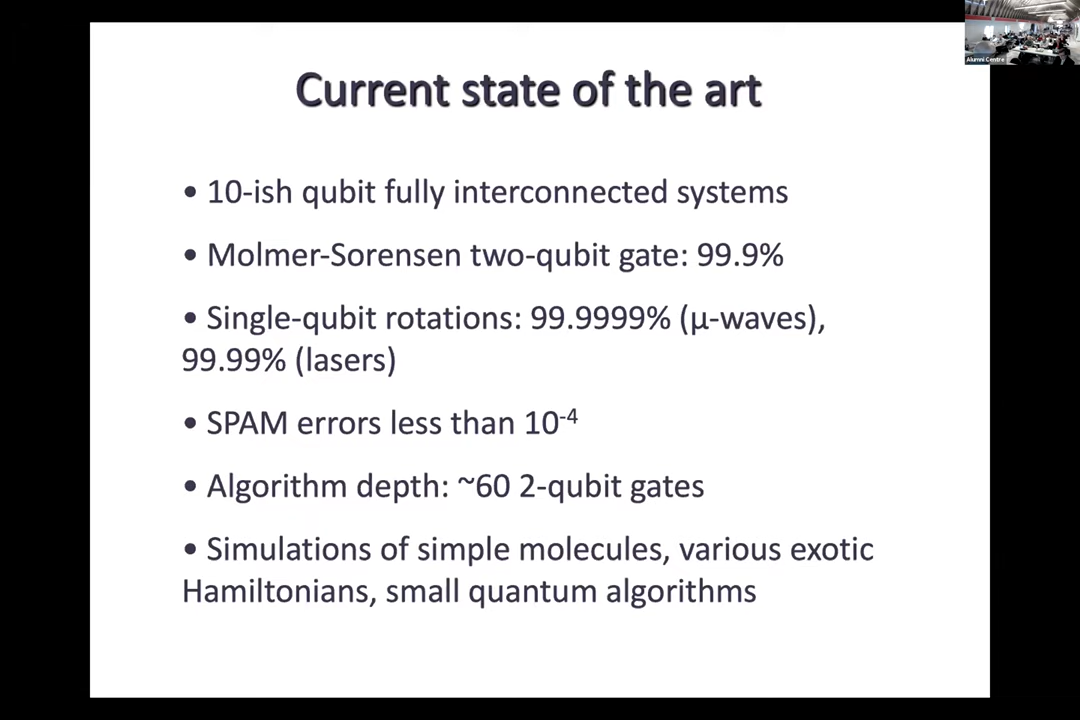 Alumni Centre
Current state of the art
• 10-ish qubit fully interconnected systems
• Molmer-Sorensen two-qubit gate: 99.9%
• Single-qubit rotations: 99.9999% (μ-waves),
99.99% (lasers)
• SPAM errors less than 10⁻⁴
• Algorithm depth: ~60 2-qubit gates
• Simulations of simple molecules, various exotic
Hamiltonians, small quantum algorithms